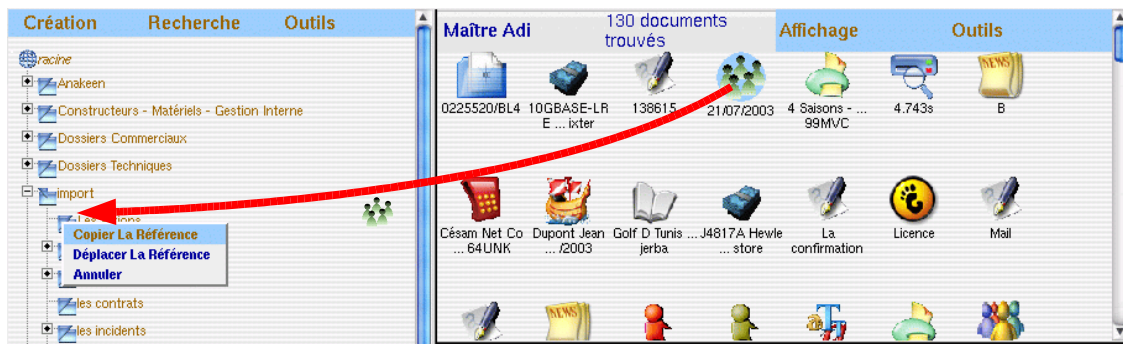 Création Recherche Outils
racine
Anakeen
Constructeurs - Matériels - Gestion Interne
Dossiers Commerciaux
Dossiers Techniques
import
Copier La Référence
Déplacer La Référence
Annuler
les contrats
les incidents
Maître Adi 130 documents trouvés Affichage Outils
0225520/BL4 10GBASE-LR 138615 21/07/2003 4 Saisons - ... 4.743s B
E ... ixter 99MVC
Césam Net Co Dupont Jean Golf D Tunis ... J4817A Hewle La Licence Mail
... 64UNK ... /2003 jerba ... store confirmation
NEWS
NEWS